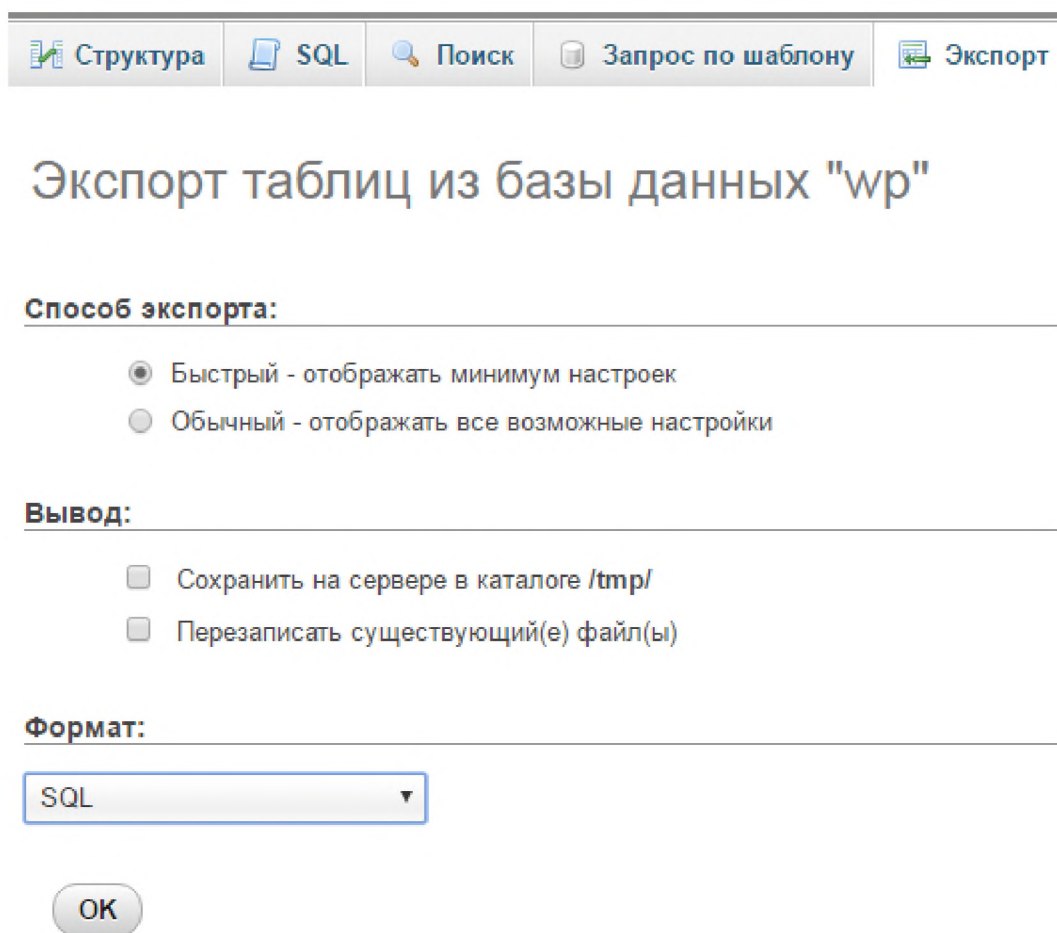 Структура SQL Поиск Запрос по шаблону Экспорт
Экспорт таблиц из базы данных "wp"
Способ экспорта:
Быстрый - отображать минимум настроек
Обычный - отображать все возможные настройки
Вывод:
Сохранить на сервере в каталоге /tmp/
Перезаписать существующий(е) файл(ы)
Формат:
SQL
OK